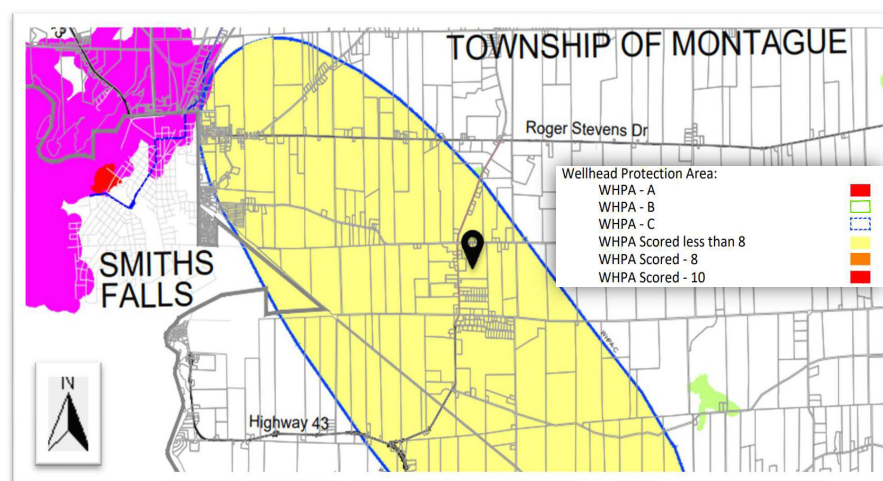 TOWNSHIP OF MONTAGUE
Roger Stevens Dr
Wellhead Protection Area:
WHPA - A
WHPA - B
WHPA - C
WHPA Scored less than 8
WHPA Scored - 8
WHPA Scored - 10
SMITHS
FALLS
WHPA C
N
Highway 43